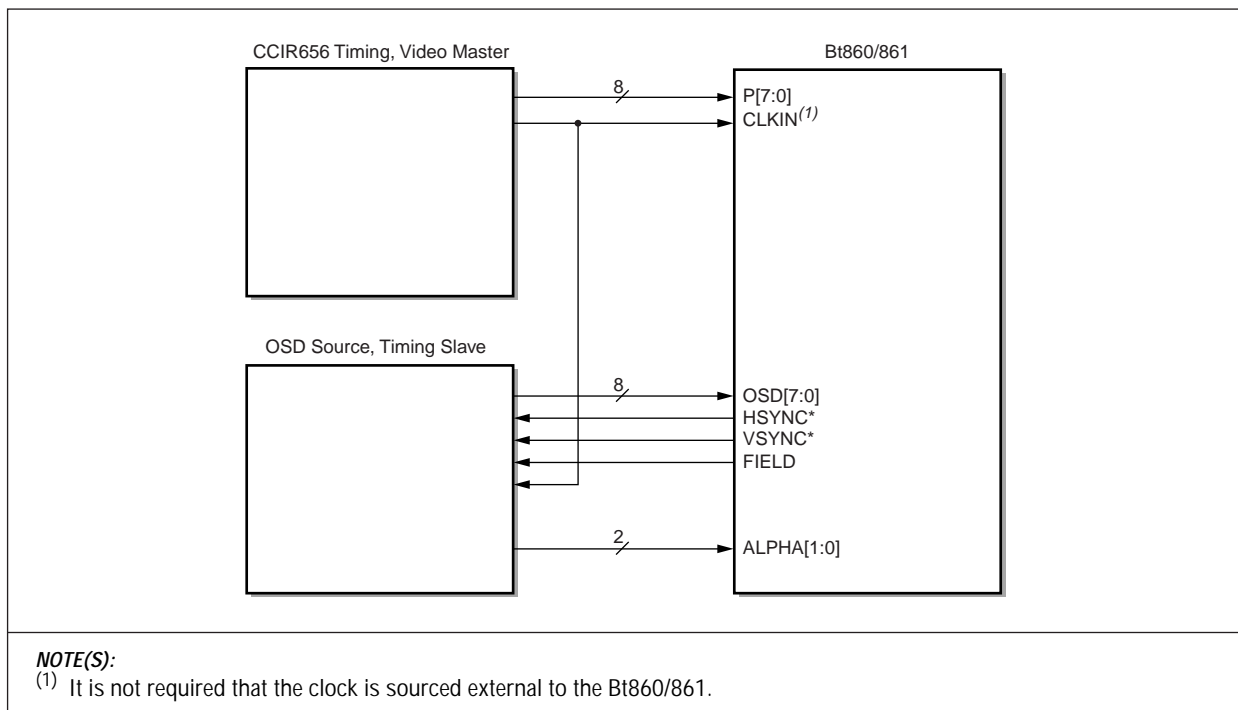 CCIR656 Timing, Video Master
Bt860/861
8
P[7:0]
CLKIN(1)
OSD Source, Timing Slave
8
OSD[7:0]
HSYNC*
VSYNC*
FIELD
2
ALPHA[1:0]
NOTE(S):
(1) It is not required that the clock is sourced external to the Bt860/861.